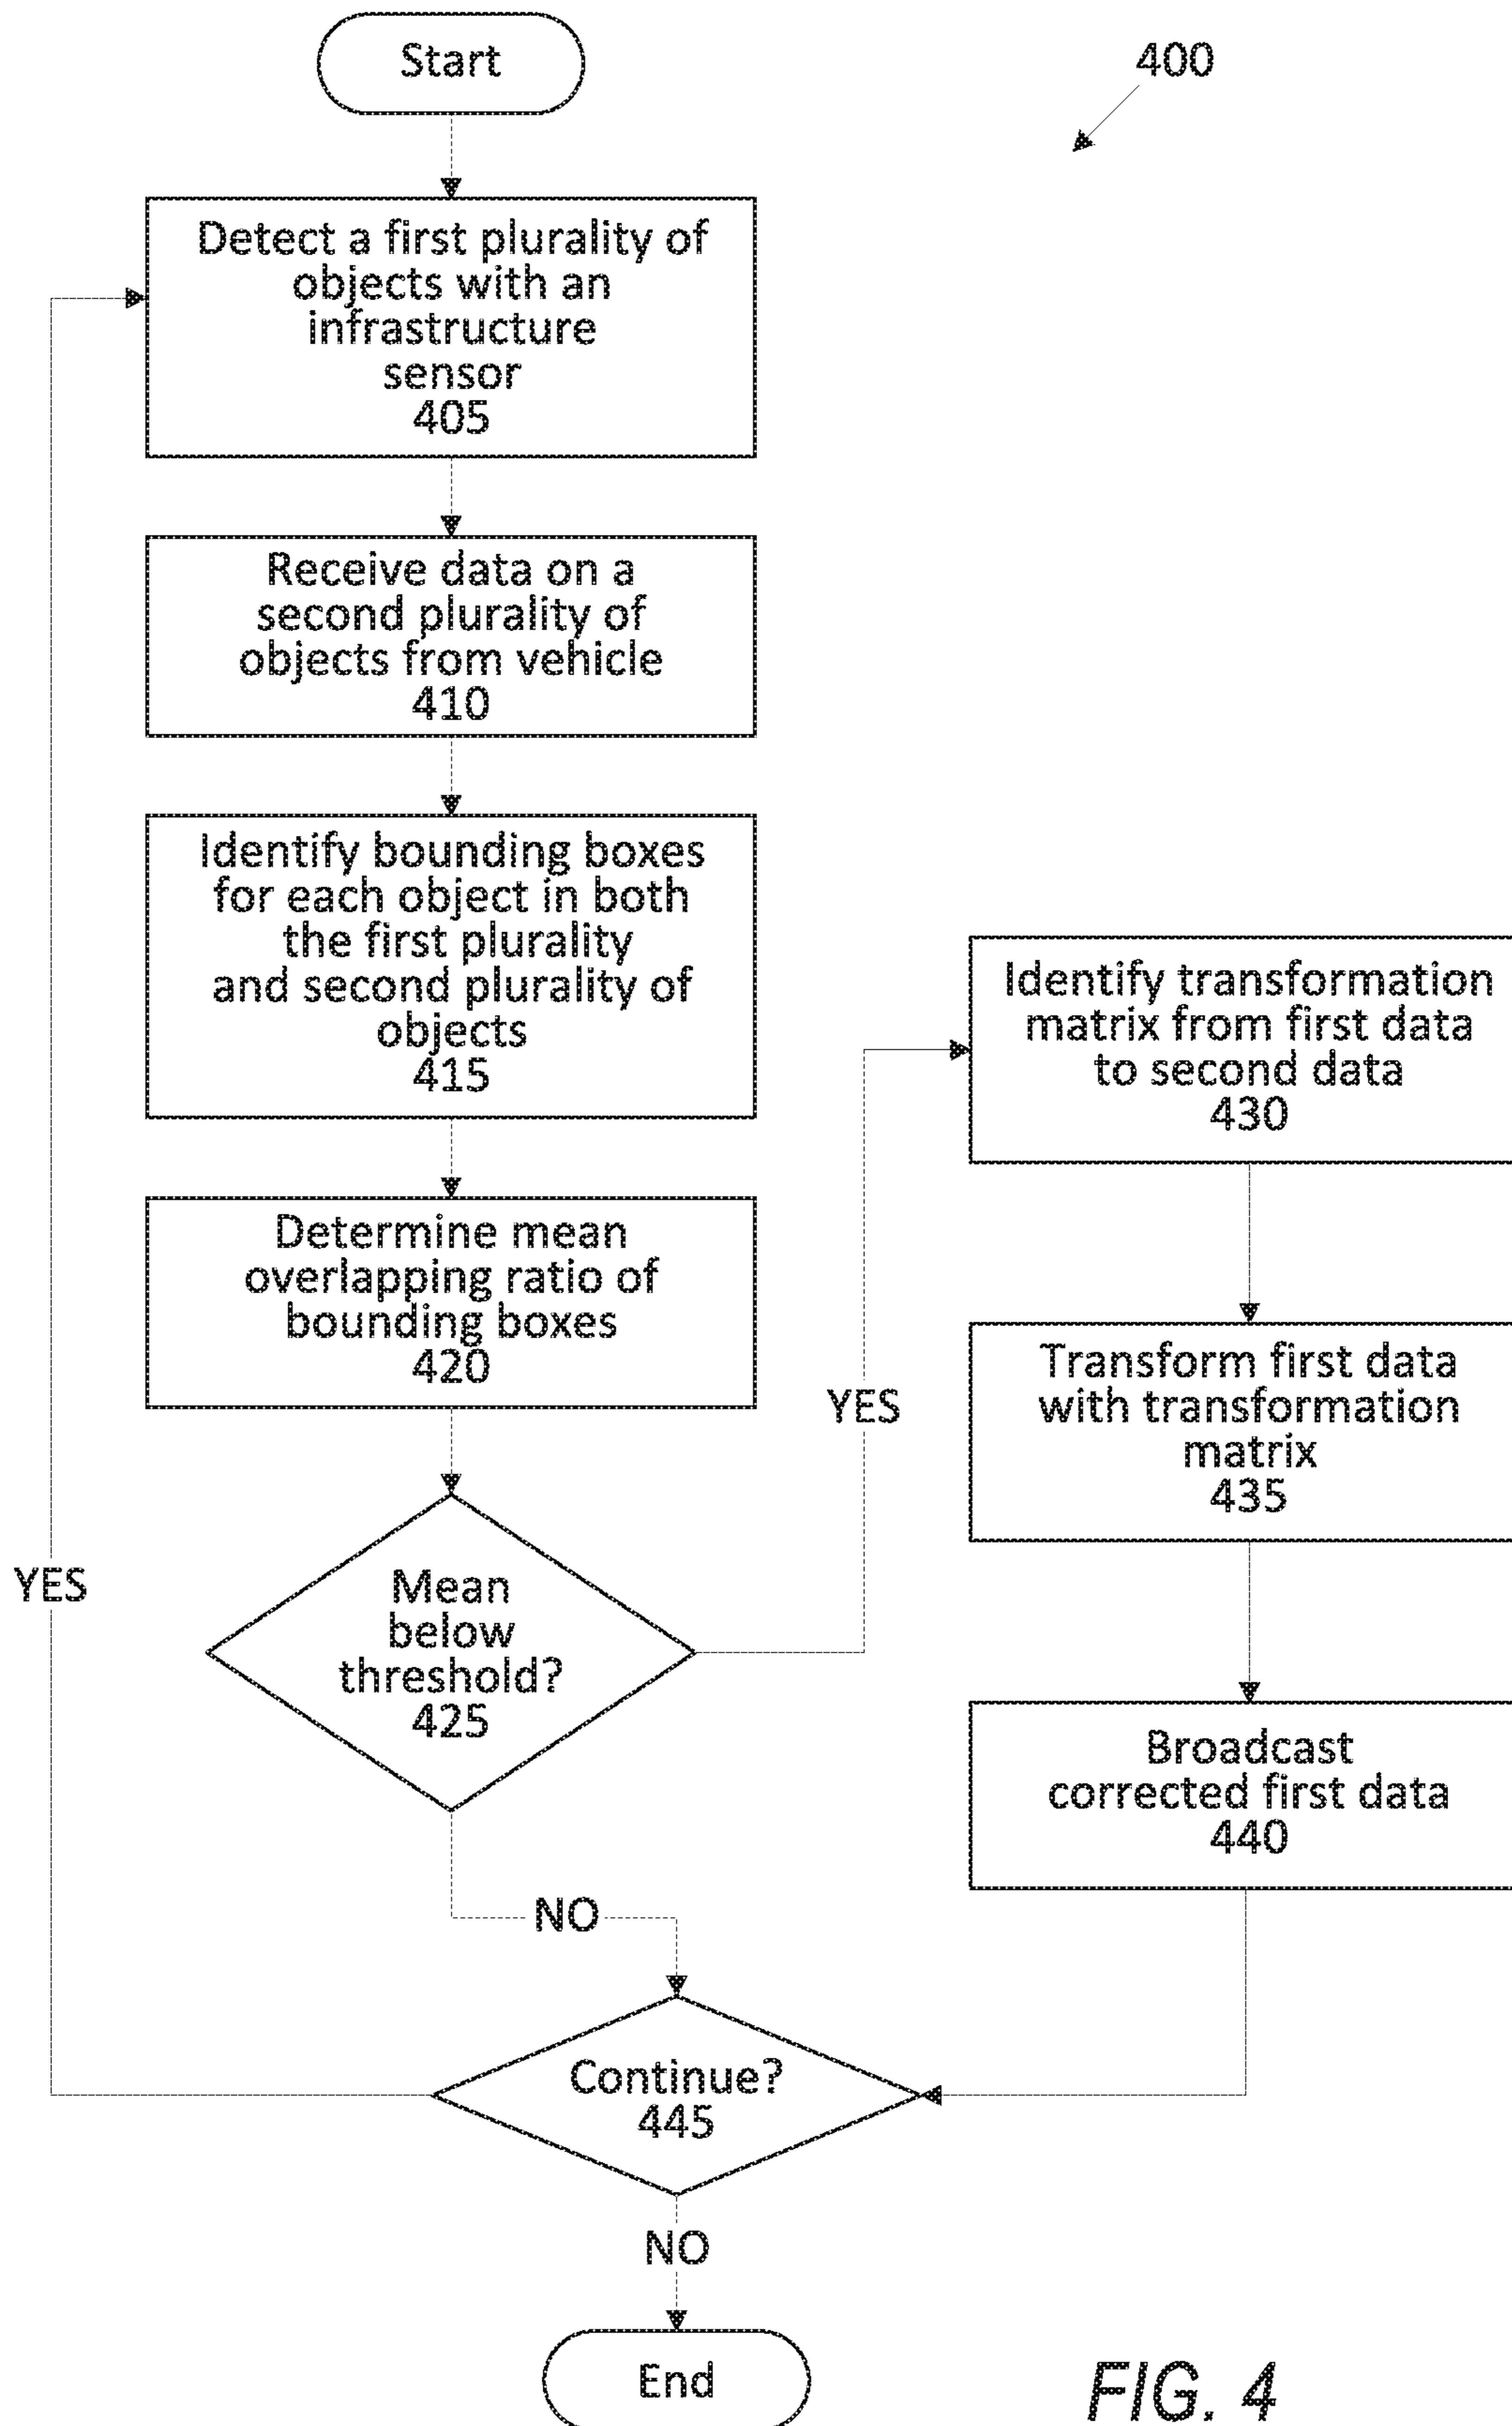 Start
400
Detect a first plurality of
objects with an
infrastructure
sensor
405
Receive data on a
second plurality of
objects from vehicle
410
Identify bounding boxes
for each object in both
the first plurality
and second plurality of
objects
415
Determine mean
overlapping ratio of
bounding boxes
420
Mean
below
threshold?
425
YES
Identify transformation
matrix from first data
to second data
430
Transform first data
with transformation
matrix
435
Broadcast
corrected first data
440
NO
Continue?
445
YES
NO
End
FIG. 4